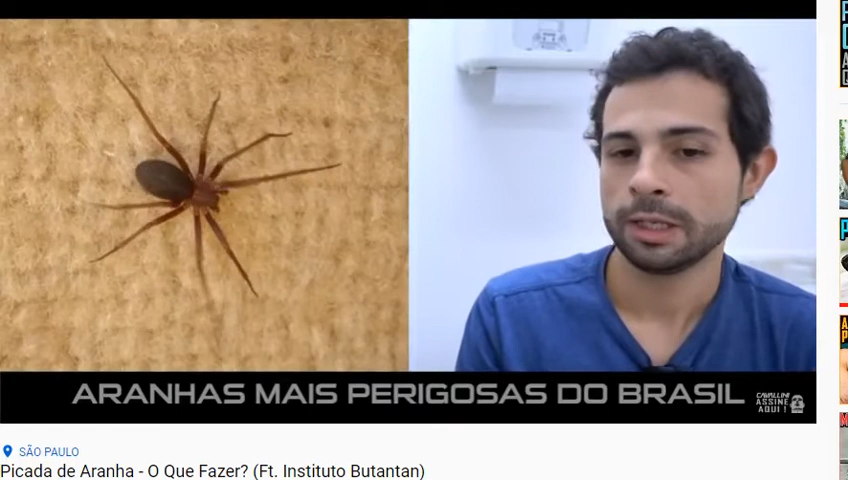 ARANHAS MAIS PERIGOSAS DO BRASIL
CAVALLINI
ASSINE
AQUI !
SÃO PAULO
Picada de Aranha - O Que Fazer? (Ft. Instituto Butantan)